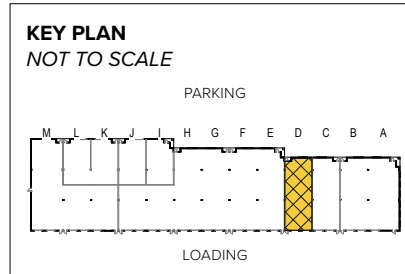 KEY PLAN
NOT TO SCALE
PARKING
M L K J I H G F E D C B A
LOADING